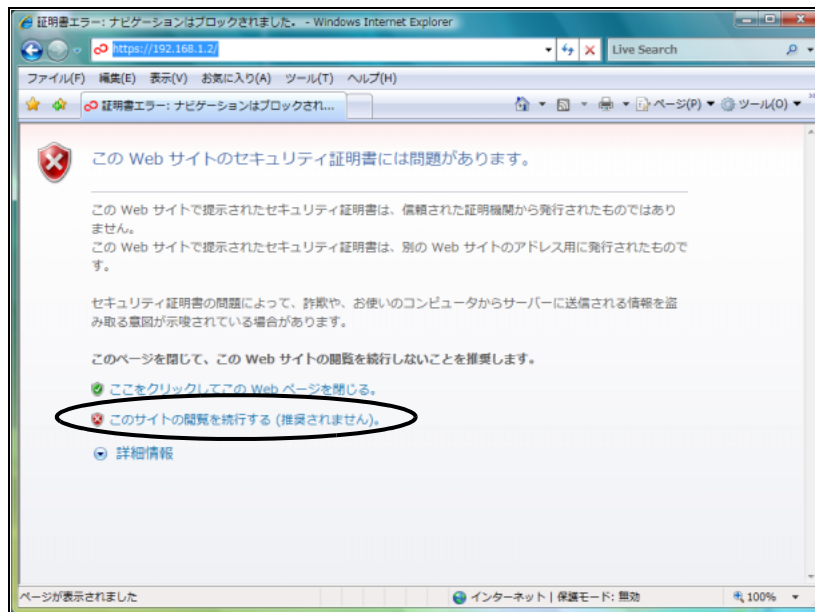 証明書エラー: ナビゲーションはブロックされました。 - Windows Internet Explorer
https://192.168.1.2/
Live Search
ファイル(F) 編集(E) 表示(V) お気に入り(A) ツール(T) ヘルプ(H)
証明書エラー: ナビゲーションはブロックされ... ページ(P) ツール(O)
この Web サイトのセキュリティ証明書には問題があります。
この Web サイトで提示されたセキュリティ証明書は、信頼された証明機関から発行されたものではあり
ません。
この Web サイトで提示されたセキュリティ証明書は、別の Web サイトのアドレス用に発行されたもので
す。
セキュリティ証明書の問題によって、詐欺や、お使いのコンピュータからサーバーに送信される情報を盗
み取る意図が示唆されている場合があります。
このページを閉じて、この Web サイトの閲覧を続行しないことを推奨します。
ここをクリックしてこの Web ページを閉じる。
このサイトの閲覧を続行する (推奨されません)。
詳細情報
ページが表示されました インターネット | 保護モード: 無効 100%